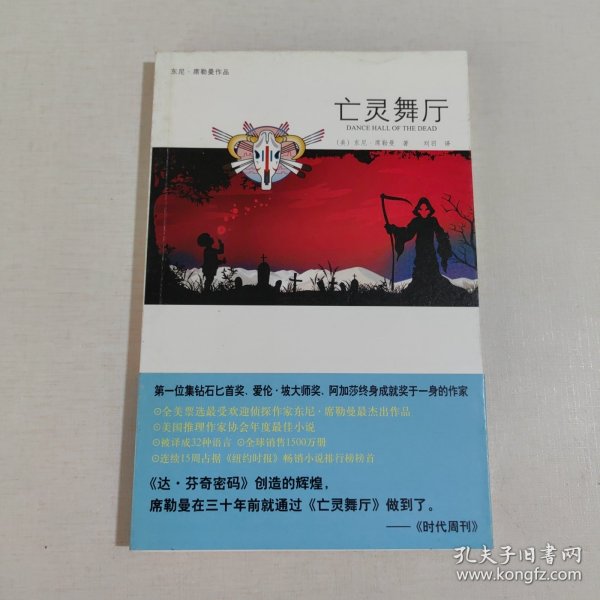 东尼·席勒曼作品
亡灵舞厅
DANCE HALL OF THE DEAD
(美) 东尼·席勒曼 著 刘召 译
第一位集钻石匕首奖、爱伦·坡大师奖、阿加莎终身成就奖于一身的作家
⊙全美票选最受欢迎侦探作家东尼·席勒曼最杰出作品
⊙美国推理作家协会年度最佳小说
⊙被译成32种语言 ⊙全球销售1500万册
⊙连续15周占据《纽约时报》畅销小说排行榜榜首
《达·芬奇密码》创造的辉煌,
席勒曼在三十年前就通过《亡灵舞厅》做到了。
——《时代周刊》
孔夫子旧书网
www.kongfz.com